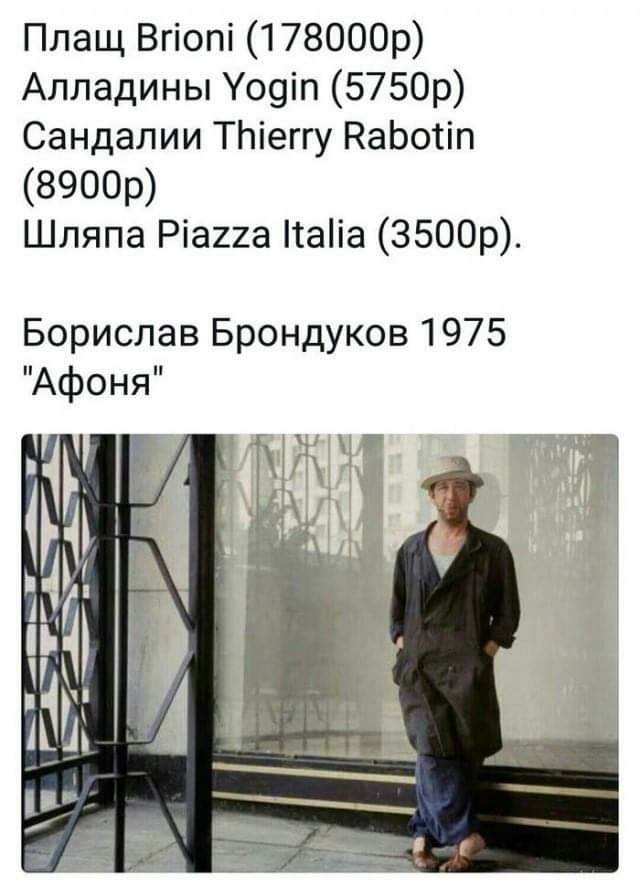 Плащ Brioni (178000р)
Алладины Yogin (5750р)
Сандалии Thierry Rabotin
(8900р)
Шляпа Piazza Italia (3500р).
Борислав Брондуков 1975
"Афоня"